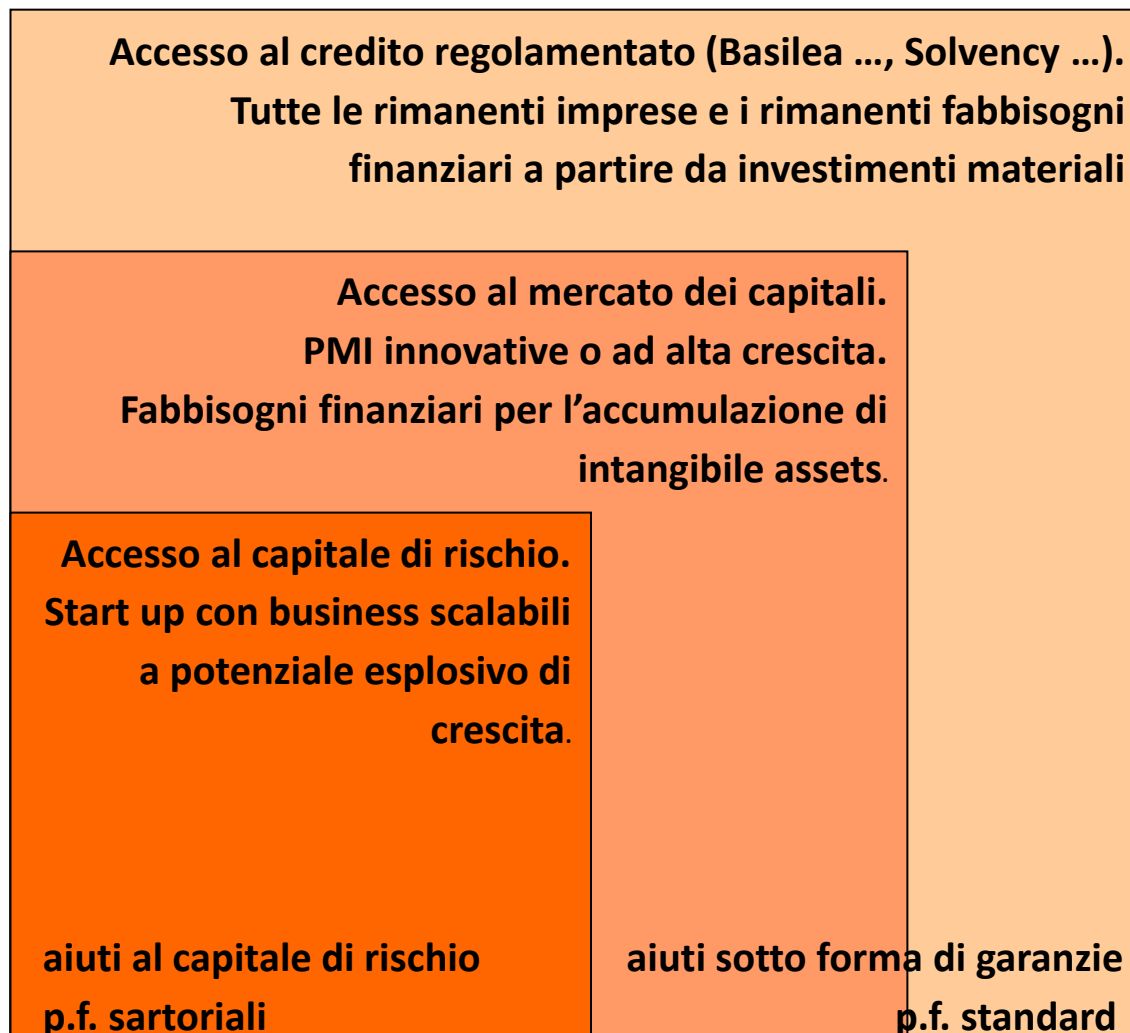 Accesso al credito regolamentato (Basilea …, Solvency …).
Tutte le rimanenti imprese e i rimanenti fabbisogni
finanziari a partire da investimenti materiali
Accesso al mercato dei capitali.
PMI innovative o ad alta crescita.
Fabbisogni finanziari per l’accumulazione di
intangibile assets.
Accesso al capitale di rischio.
Start up con business scalabili
a potenziale esplosivo di
crescita.
aiuti al capitale di rischio
p.f. sartoriali
aiuti sotto forma di garanzie
p.f. standard